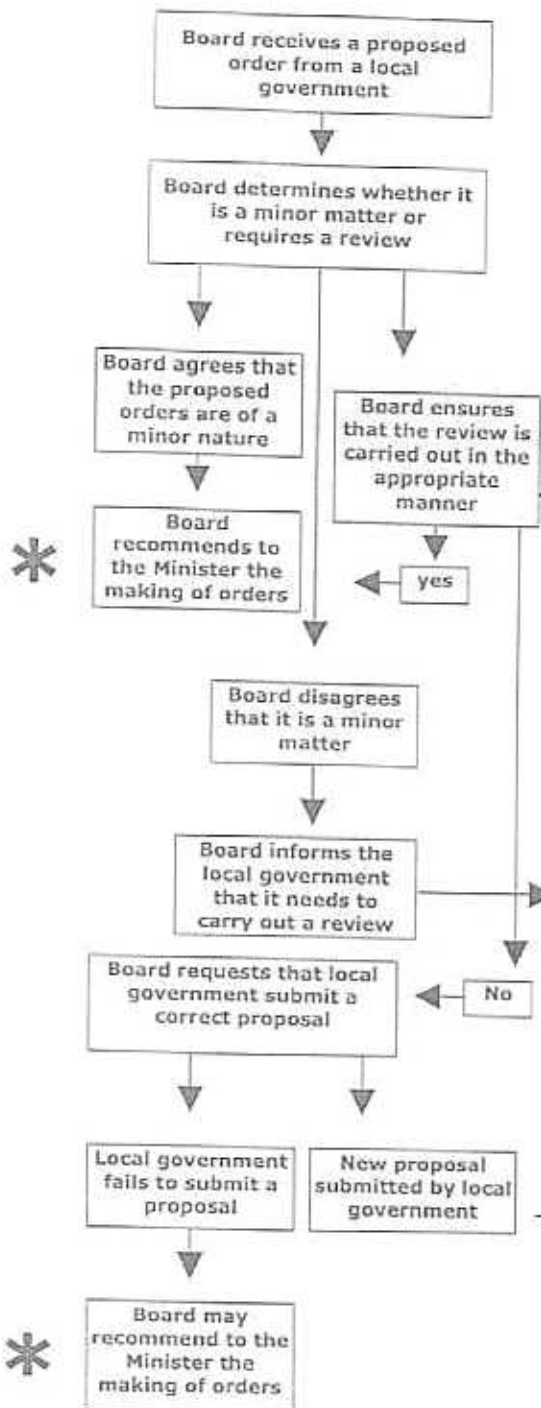 Board receives a proposed
order from a local
government
Board determines whether it
is a minor matter or
requires a review
Board agrees that
the proposed
orders are of a
minor nature
Board ensures
that the review is
carried out in the
appropriate
manner
Board
recommends to
the Minister the
making of orders
yes
Board disagrees
that it is a minor
matter
Board informs the
local government
that it needs to
carry out a review
Board requests that local
government submit a
correct proposal
No
Local government
fails to submit a
proposal
New proposal
submitted by local
government
Board may
recommend to the
Minister the
making of orders